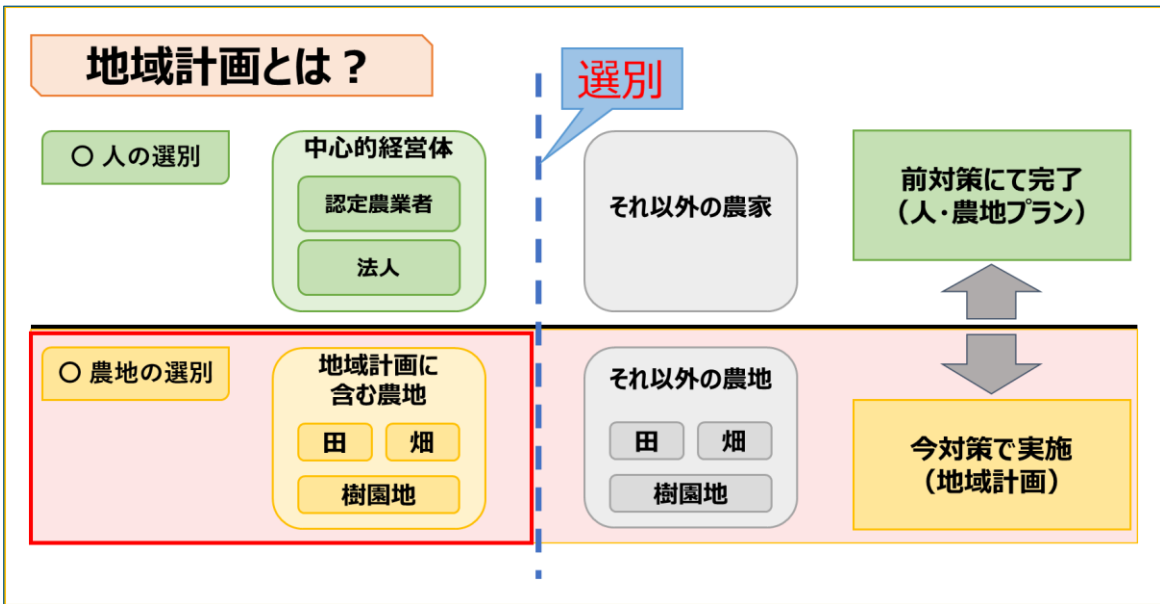 地域計画とは？
選別
〇 人の選別
中心的経営体
認定農業者
法人
それ以外の農家
前対策にて完了
（人・農地プラン）
〇 農地の選別
地域計画に
含む農地
田
畑
樹園地
それ以外の農地
田
畑
樹園地
今対策で実施
（地域計画）